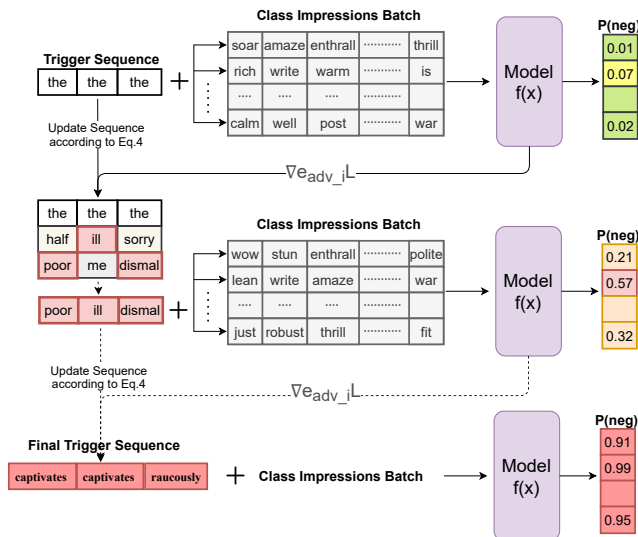 Class Impressions Batch
P(neg)
Trigger Sequence
the the the
+
soar amaze enthrall ··········· thrill
rich write warm ··········· is
···· ···· ···········
calm well post ··········· war
Model
f(x)
0.01
0.07
0.02
Update Sequence
according to Eq.4
∇e_{adv_i}L
the the the
half ill sorry
poor me dismal
poor ill dismal
+
Class Impressions Batch
wow stun enthrall ··········· polite
lean write amaze ··········· war
···· ···· ···········
just robust thrill ··········· fit
Model
f(x)
P(neg)
0.21
0.57
0.32
Update Sequence
according to Eq.4
∇e_{adv_i}L
Final Trigger Sequence
captivates captivates raucously
+
Class Impressions Batch
Model
f(x)
P(neg)
0.91
0.99
0.95